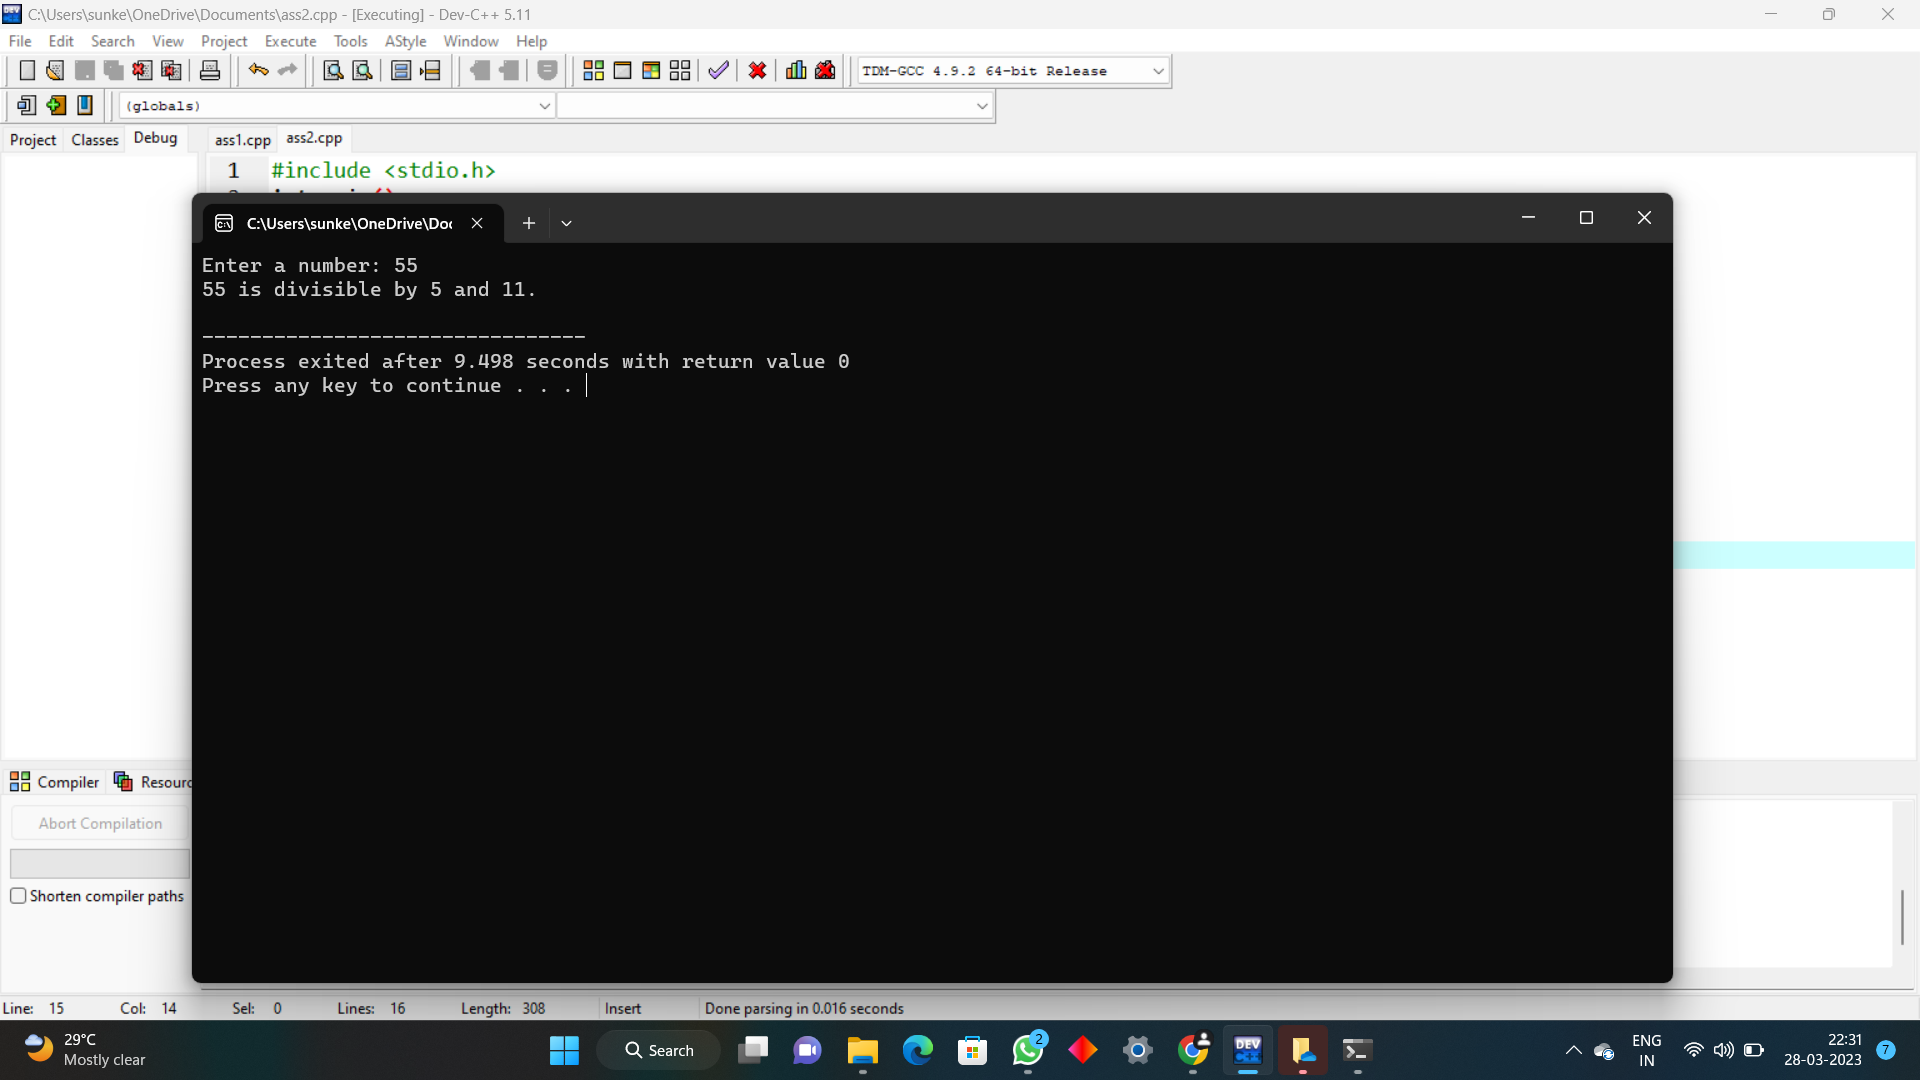 C:\Users\sunke\OneDrive\Documents\ass2.cpp - [Executing] - Dev-C++ 5.11
File Edit Search View Project Execute Tools AStyle Window Help
TDM-GCC 4.9.2 64-bit Release
(globals)
Project Classes Debug ass1.cpp ass2.cpp
1 #include <stdio.h>
C:\Users\sunke\OneDrive\Doc
Enter a number: 55
55 is divisible by 5 and 11.
--------------------------------
Process exited after 9.498 seconds with return value 0
Press any key to continue . . .
Compiler Resourc
Abort Compilation
Shorten compiler paths
Line: 15 Col: 14 Sel: 0 Lines: 16 Length: 308 Insert Done parsing in 0.016 seconds
29°C
Mostly clear
Search
2
DEV
C++
ENG
IN
22:31
28-03-2023
7